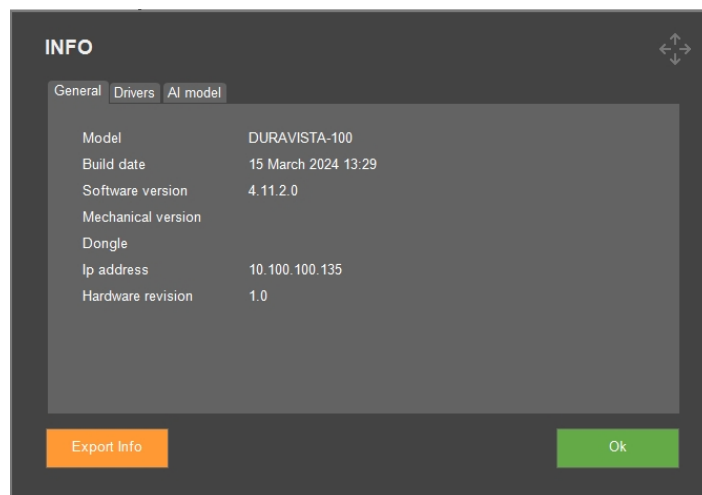 INFO
General Drivers AI model
Model DURAVISTA-100
Build date 15 March 2024 13:29
Software version 4.11.2.0
Mechanical version
Dongle
Ip address 10.100.100.135
Hardware revision 1.0
Export Info Ok